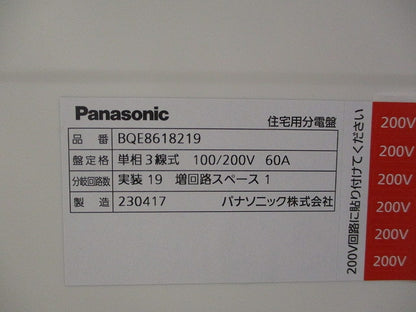 Panasonic 住宅用分電盤
品番 BQE8618219
盤定格 単相3線式 100/200V 60A
分岐回路数 実装19 増回路スペース1
製造 230417 パナソニック株式会社
200V回路に貼り付けてください
200V
200V
200V
200V
200V
200V